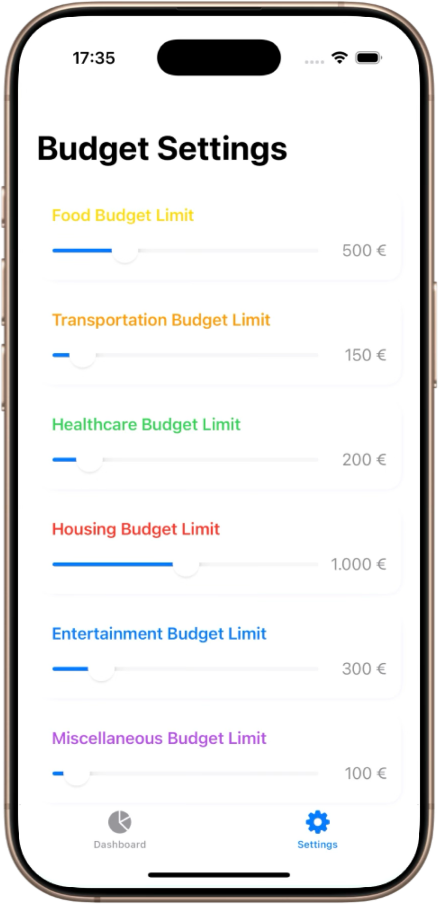 17:35
Budget Settings
Food Budget Limit
500 €
Transportation Budget Limit
150 €
Healthcare Budget Limit
200 €
Housing Budget Limit
1.000 €
Entertainment Budget Limit
300 €
Miscellaneous Budget Limit
100 €
Dashboard
Settings